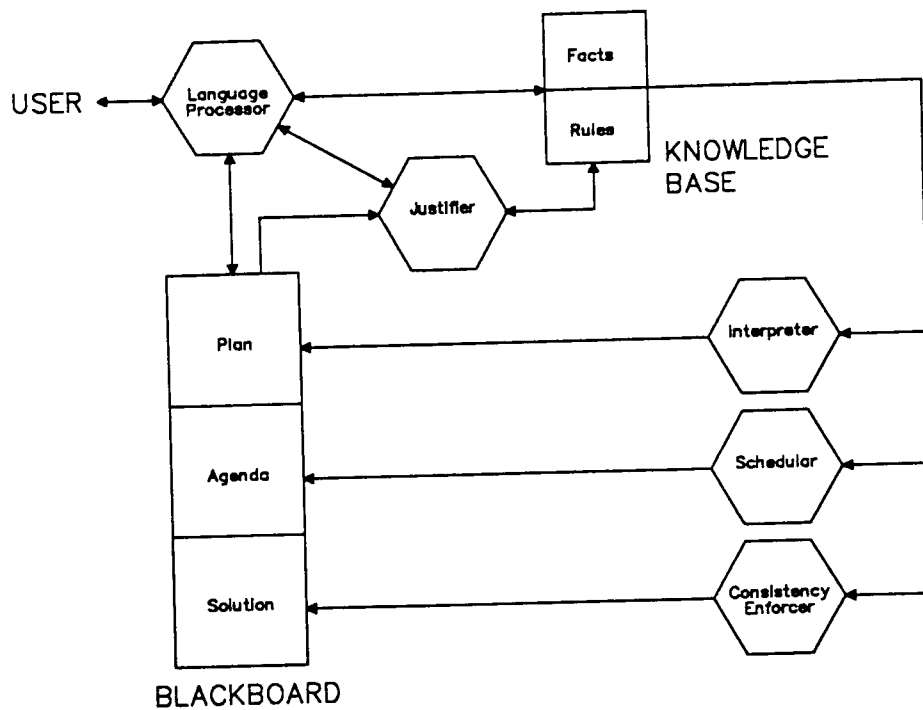 Facts
USER
Language
Processor
Rules
KNOWLEDGE
BASE
Justifier
Plan
Interpreter
Agenda
Schedular
Solution
Consistency
Enforcer
BLACKBOARD